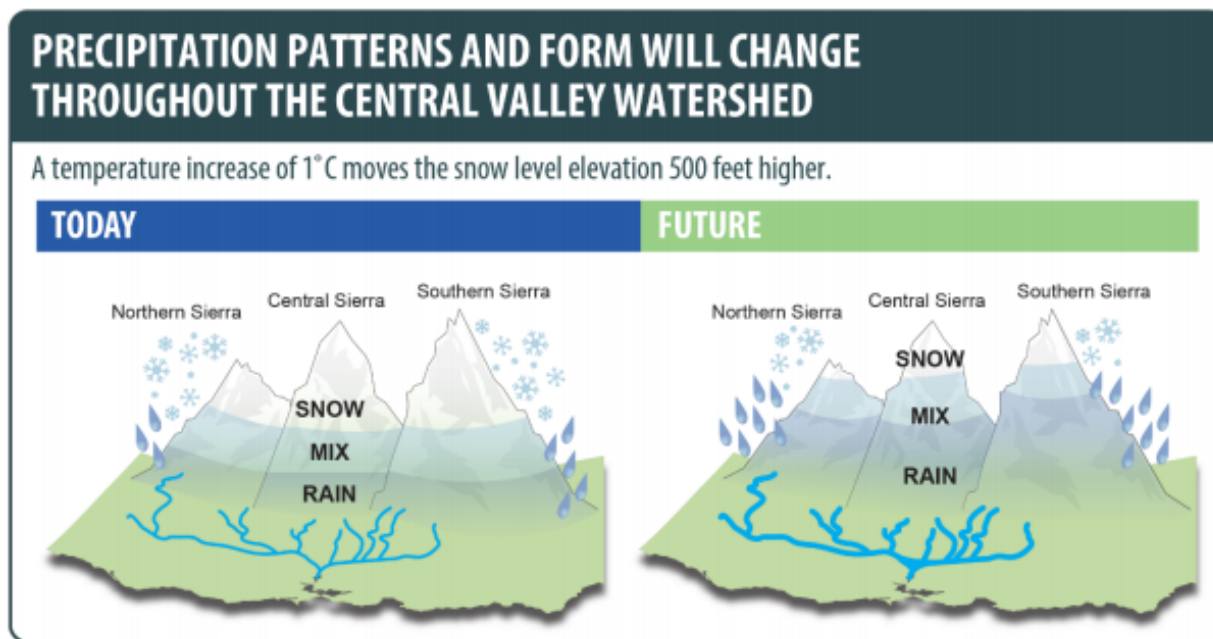 PRECIPITATION PATTERNS AND FORM WILL CHANGE
THROUGHOUT THE CENTRAL VALLEY WATERSHED
A temperature increase of 1°C moves the snow level elevation 500 feet higher.
TODAY
Northern Sierra
Central Sierra
Southern Sierra
SNOW
MIX
RAIN
FUTURE
Northern Sierra
Central Sierra
Southern Sierra
SNOW
MIX
RAIN